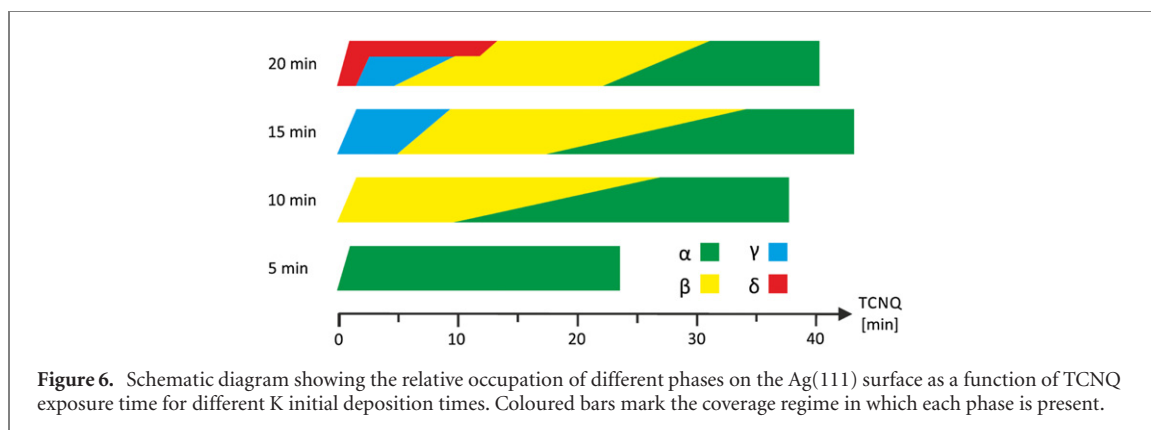 20 min
15 min
10 min
5 min
α γ
β δ
TCNQ
[min]
0 10 20 30 40
Figure 6. Schematic diagram showing the relative occupation of different phases on the Ag(111) surface as a function of TCNQ
exposure time for different K initial deposition times. Coloured bars mark the coverage regime in which each phase is present.